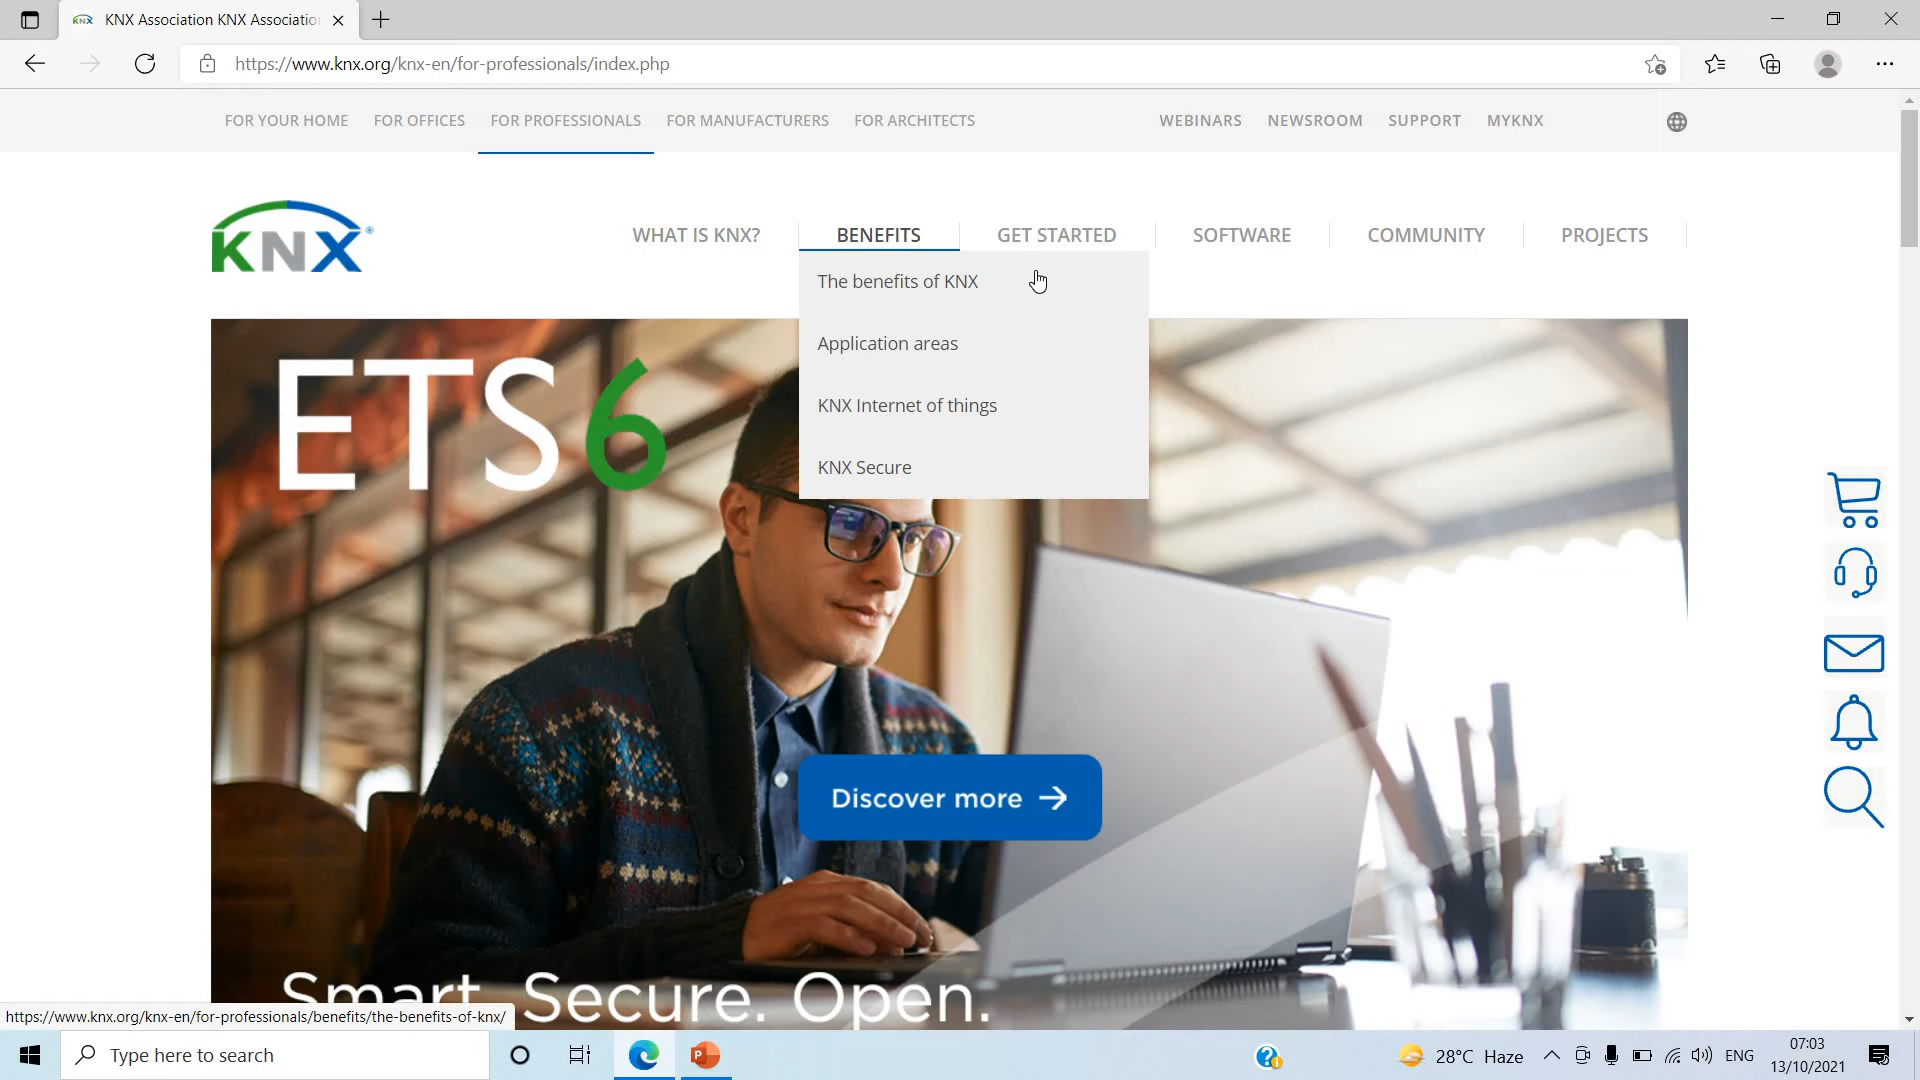 KNX Association KNX Associatio
https://www.knx.org/knx-en/for-professionals/index.php
FOR YOUR HOME FOR OFFICES FOR PROFESSIONALS FOR MANUFACTURERS FOR ARCHITECTS WEBINARS NEWSROOM SUPPORT MYKNX
KNX®
WHAT IS KNX? BENEFITS GET STARTED SOFTWARE COMMUNITY PROJECTS
The benefits of KNX
Application areas
KNX Internet of things
KNX Secure
ETS6
Discover more →
Smart. Secure. Open.
https://www.knx.org/knx-en/for-professionals/benefits/the-benefits-of-knx/
Type here to search
28°C Haze
ENG
07:03
13/10/2021